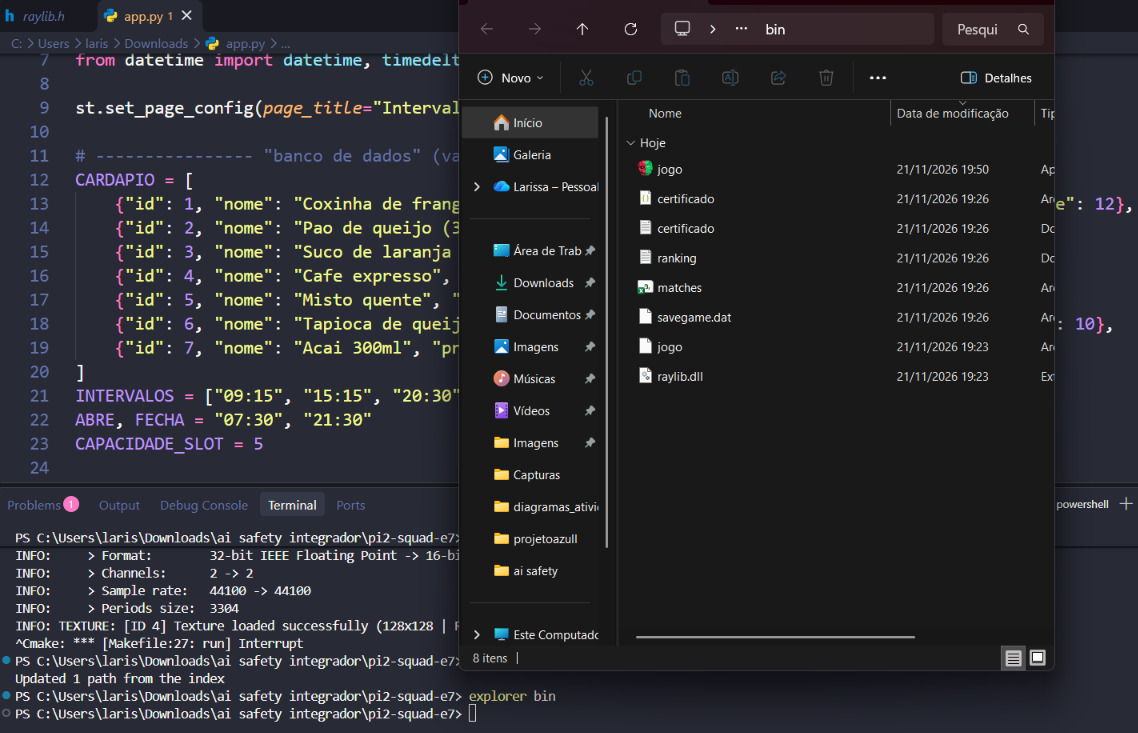 raylib.h
app.py 1
C: > Users > laris > Downloads > app.py > ...
7 from datetime import datetime, timedelt
8
9 st.set_page_config(page_title="Interval
10
11 # ---------------- "banco de dados" (va
12 CARDAPIO = [
13 {"id": 1, "nome": "Coxinha de frang e": 12},
14 {"id": 2, "nome": "Pao de queijo (3
15 {"id": 3, "nome": "Suco de laranja
16 {"id": 4, "nome": "Cafe expresso",
17 {"id": 5, "nome": "Misto quente", "
18 {"id": 6, "nome": "Tapioca de queij : 10},
19 {"id": 7, "nome": "Acai 300ml", "pr
20 ]
21 INTERVALOS = ["09:15", "15:15", "20:30"
22 ABRE, FECHA = "07:30", "21:30"
23 CAPACIDADE_SLOT = 5
24
Problems 1 Output Debug Console Terminal Ports
powershell
PS C:\Users\laris\Downloads\ai safety integrador\pi2-squad-e7>
INFO: > Format: 32-bit IEEE Floating Point -> 16-bi
INFO: > Channels: 2 -> 2
INFO: > Sample rate: 44100 -> 44100
INFO: > Periods size: 3304
INFO: TEXTURE: [ID 4] Texture loaded successfully (128x128 |
^Cmake: *** [Makefile:27: run] Interrupt
PS C:\Users\laris\Downloads\ai safety integrador\pi2-squad-e7>
Updated 1 path from the index
PS C:\Users\laris\Downloads\ai safety integrador\pi2-squad-e7> explorer bin
PS C:\Users\laris\Downloads\ai safety integrador\pi2-squad-e7>
... bin
Pesqui
Novo
...
Detalhes
Início
Galeria
Larissa – Pessoal
Área de Trab
Downloads
Documentos
Imagens
Músicas
Vídeos
Imagens
Capturas
diagramas_ativi
projetoazull
ai safety
Este Computado
Nome Data de modificação Tip
Hoje
jogo 21/11/2026 19:50 Ap
certificado 21/11/2026 19:26 Arc
certificado 21/11/2026 19:26 Do
ranking 21/11/2026 19:26 Do
matches 21/11/2026 19:26 Arc
savegame.dat 21/11/2026 19:26 Arc
jogo 21/11/2026 19:23 Arc
raylib.dll 21/11/2026 19:23 Ext
8 itens